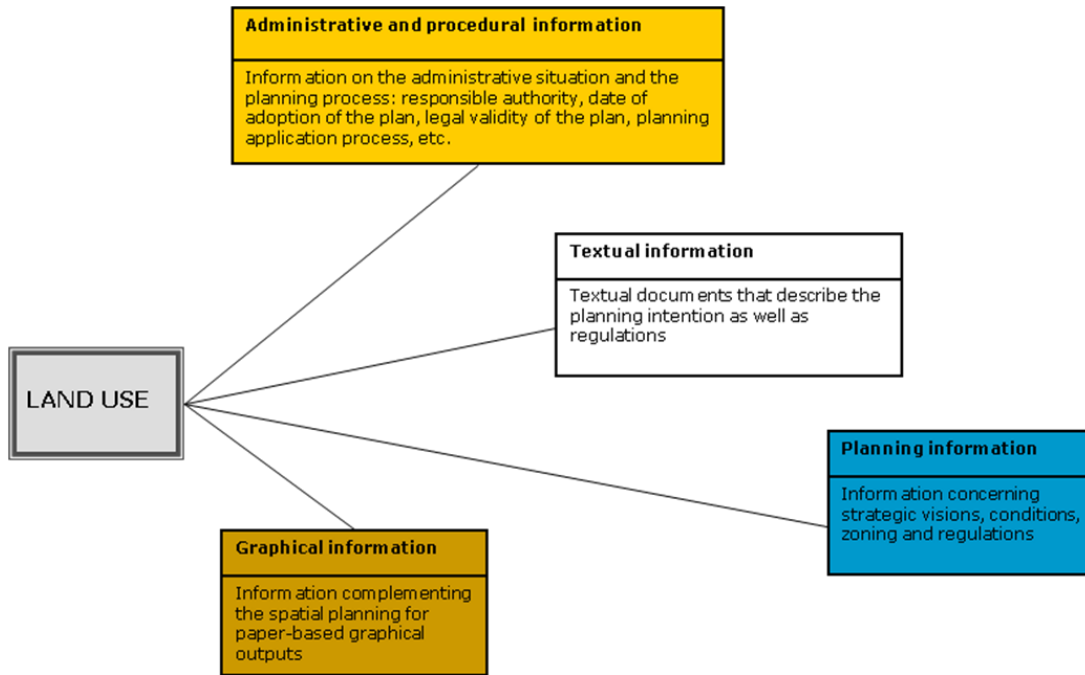 Administrative and procedural information
Information on the administrative situation and the
planning process: responsible authority, date of
adoption of the plan, legal validity of the plan, planning
application process, etc.
Textual information
Textual documents that describe the
planning intention as well as
regulations
LAND USE
Planning information
Information concerning
strategic visions, conditions,
zoning and regulations
Graphical information
Information complementing
the spatial planning for
paper-based graphical
outputs